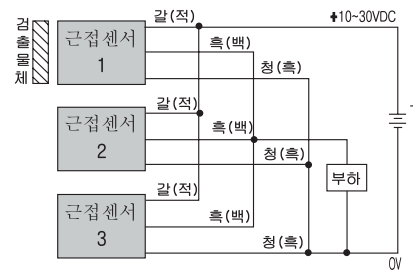 검출물체
근접센서
1
갈(적)
흑(백)
청(흑)
+10~30VDC
근접센서
2
갈(적)
흑(백)
청(흑)
부하
근접센서
3
갈(적)
흑(백)
청(흑)
0V